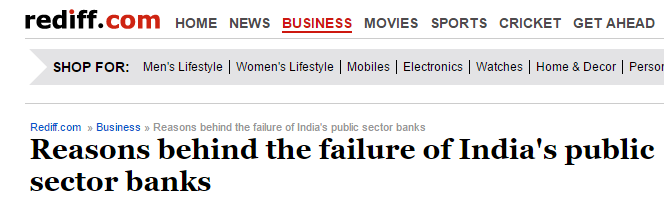 rediff.com HOME NEWS BUSINESS MOVIES SPORTS CRICKET GET AHEAD
SHOP FOR: Men's Lifestyle | Women's Lifestyle | Mobiles | Electronics | Watches | Home & Decor | Person
Rediff.com » Business » Reasons behind the failure of India's public sector banks
Reasons behind the failure of India's public
sector banks